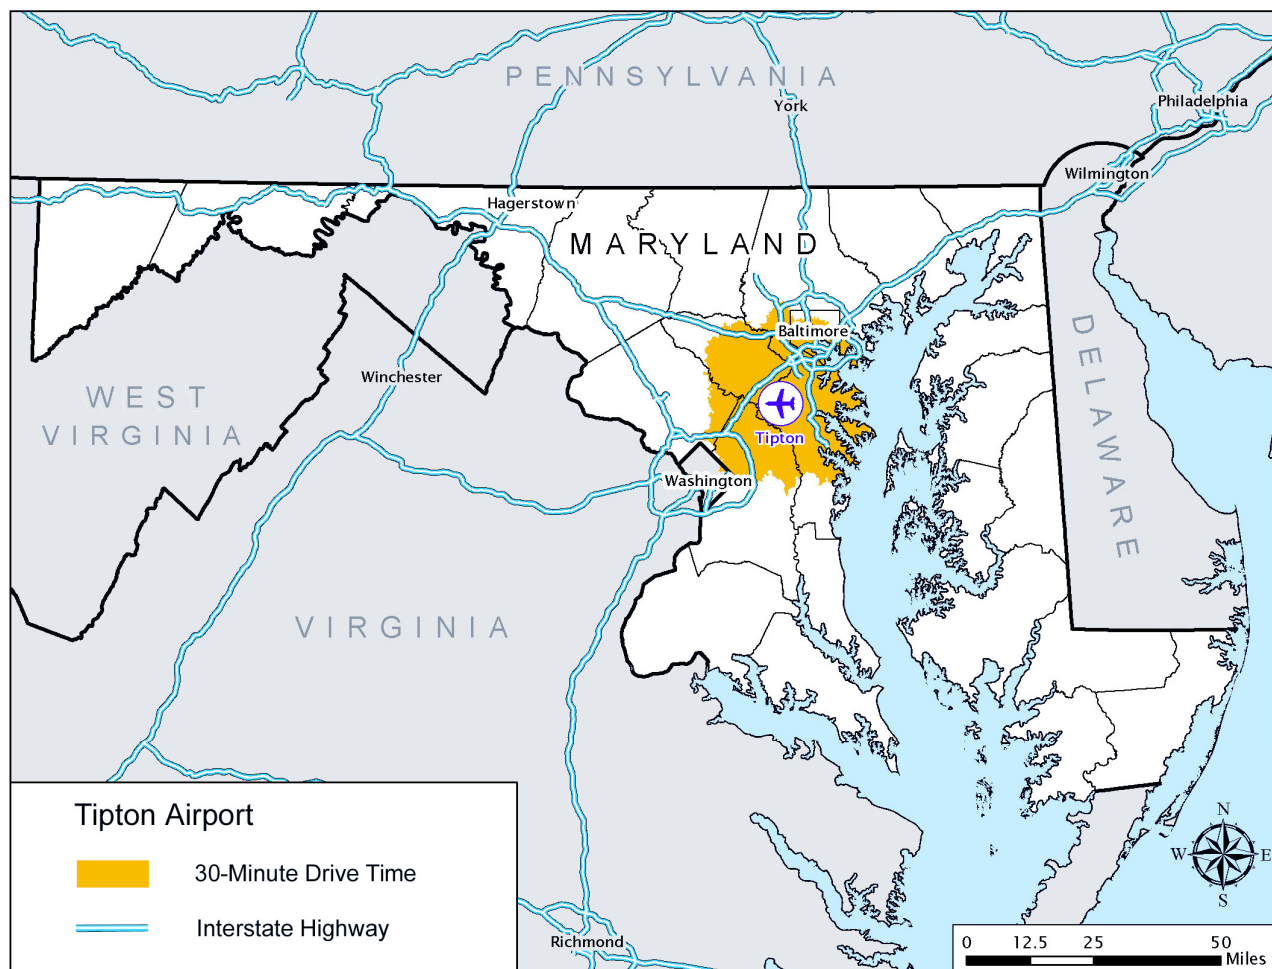 PENNSYLVANIA
York
Philadelphia
Wilmington
Hagerstown
MARYLAND
Baltimore
DELAWARE
Winchester
WEST
VIRGINIA
Tipton
Washington
VIRGINIA
Tipton Airport
30-Minute Drive Time
Interstate Highway
Richmond
N
W E
S
0 12.5 25 50
Miles